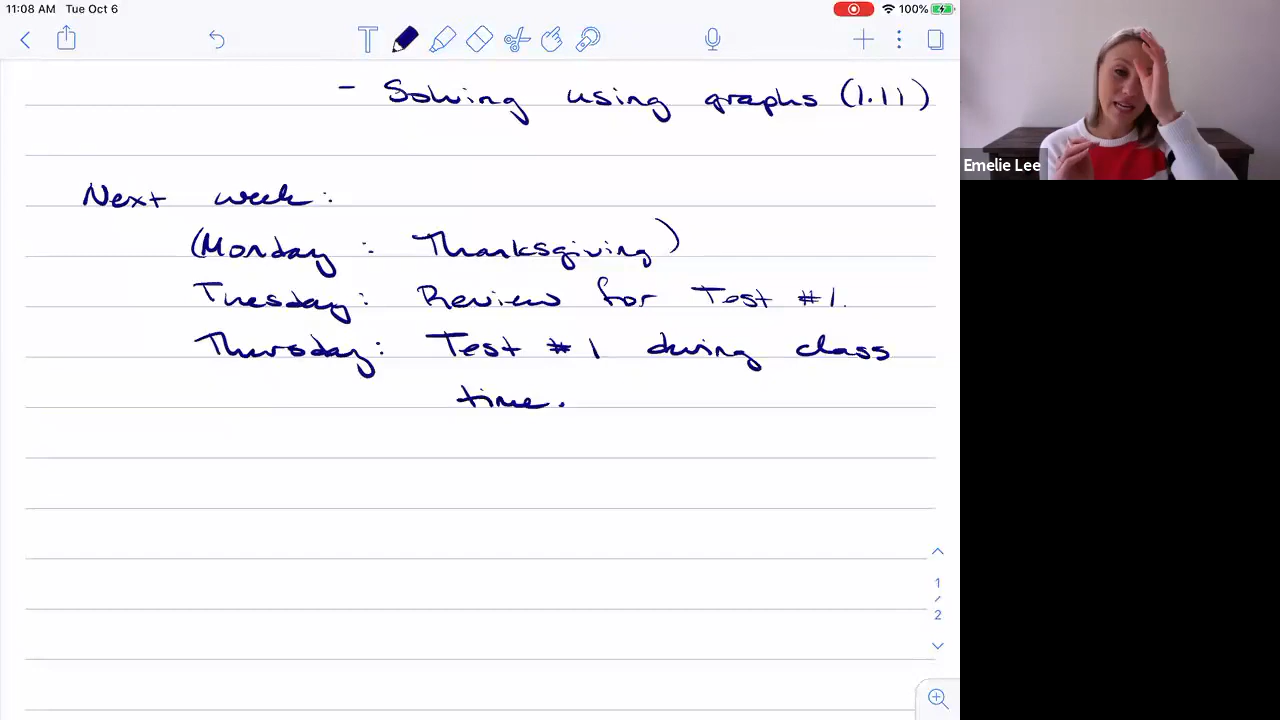 11:08 AM Tue Oct 6
100%
- Solving using graphs (1.11)
Next week:
(Monday : Thanksgiving)
Tuesday: Review for Test #1.
Thursday: Test #1 during class
time.
Emelie Lee
1
/
2